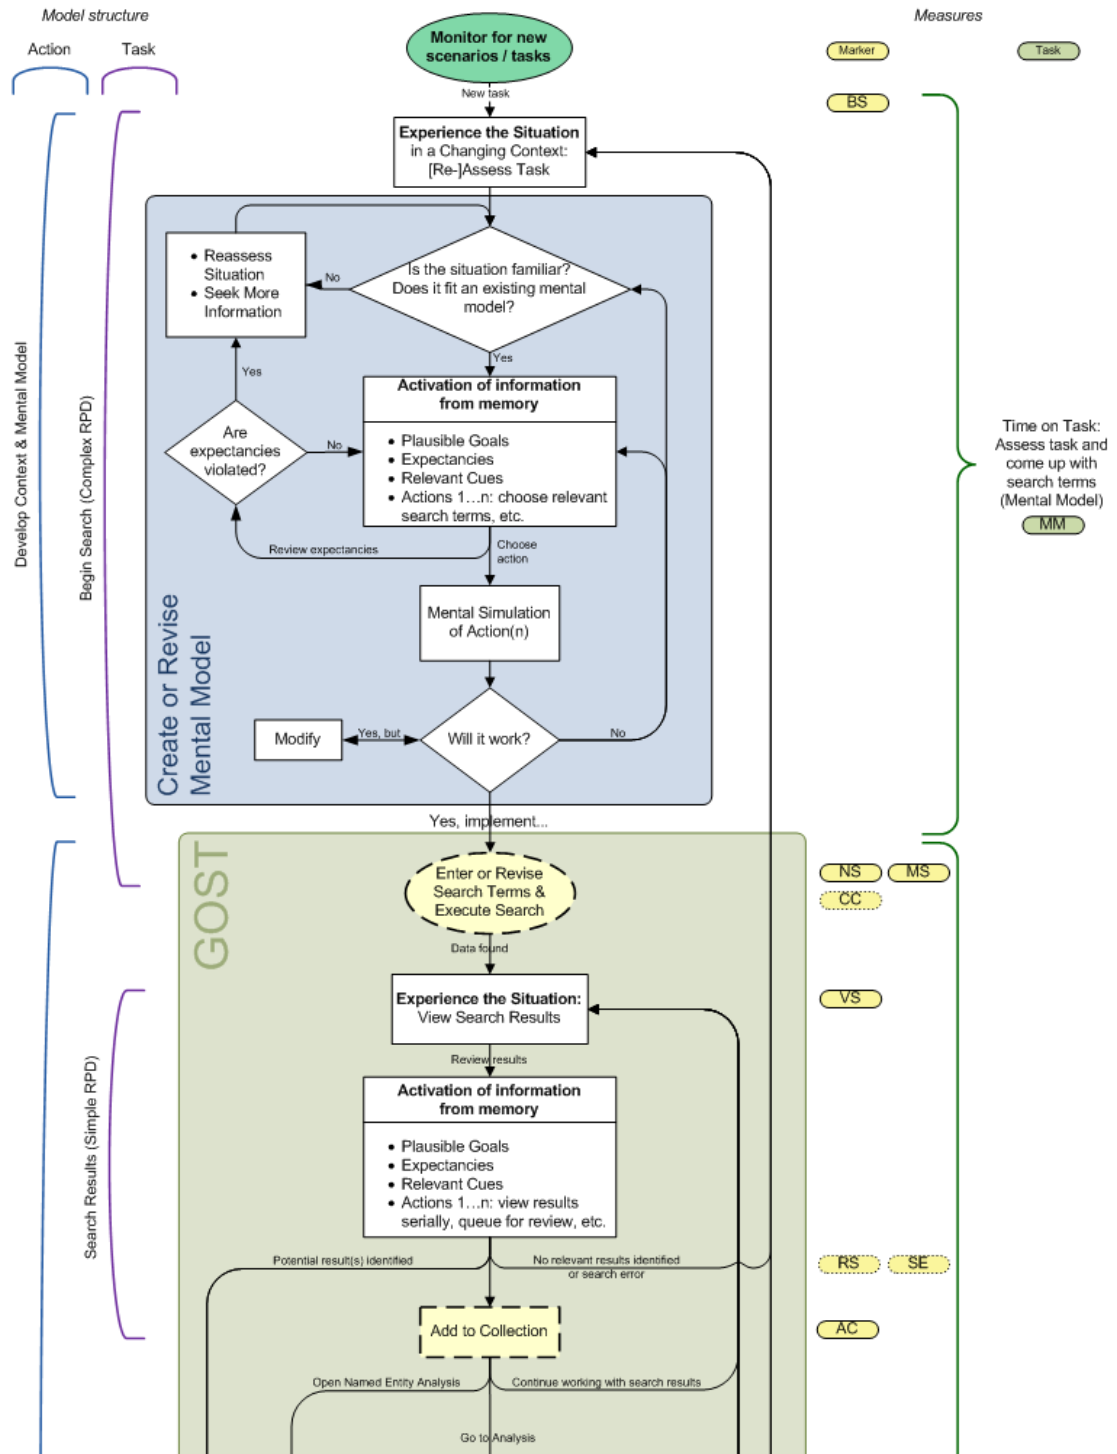 Model structure
Measures
Action
Task
Monitor for new
scenarios / tasks
Marker
Task
New task
BS
Experience the Situation
in a Changing Context:
[Re-]Assess Task
• Reassess
Situation
• Seek More
Information
No
Is the situation familiar?
Does it fit an existing mental
model?
Yes
Yes
Activation of information
from memory
Are
expectancies
violated?
No
• Plausible Goals
• Expectancies
• Relevant Cues
• Actions 1...n: choose relevant
search terms, etc.
Time on Task:
Assess task and
come up with
search terms
(Mental Model)
MM
Review expectancies
Choose
action
Develop Context & Mental Model
Begin Search (Complex RPD)
Mental Simulation
of Action(n)
Create or Revise
Mental Model
Modify
Yes, but
Will it work?
No
Yes, implement...
GOST
Enter or Revise
Search Terms &
Execute Search
NS
MS
CC
Data found
Experience the Situation:
View Search Results
VS
Review results
Activation of information
from memory
• Plausible Goals
• Expectancies
• Relevant Cues
• Actions 1...n: view results
serially, queue for review, etc.
Search Results (Simple RPD)
Potential result(s) identified
No relevant results identified
or search error
RS
SE
Add to Collection
AC
Open Named Entity Analysis
Continue working with search results
Go to Analysis